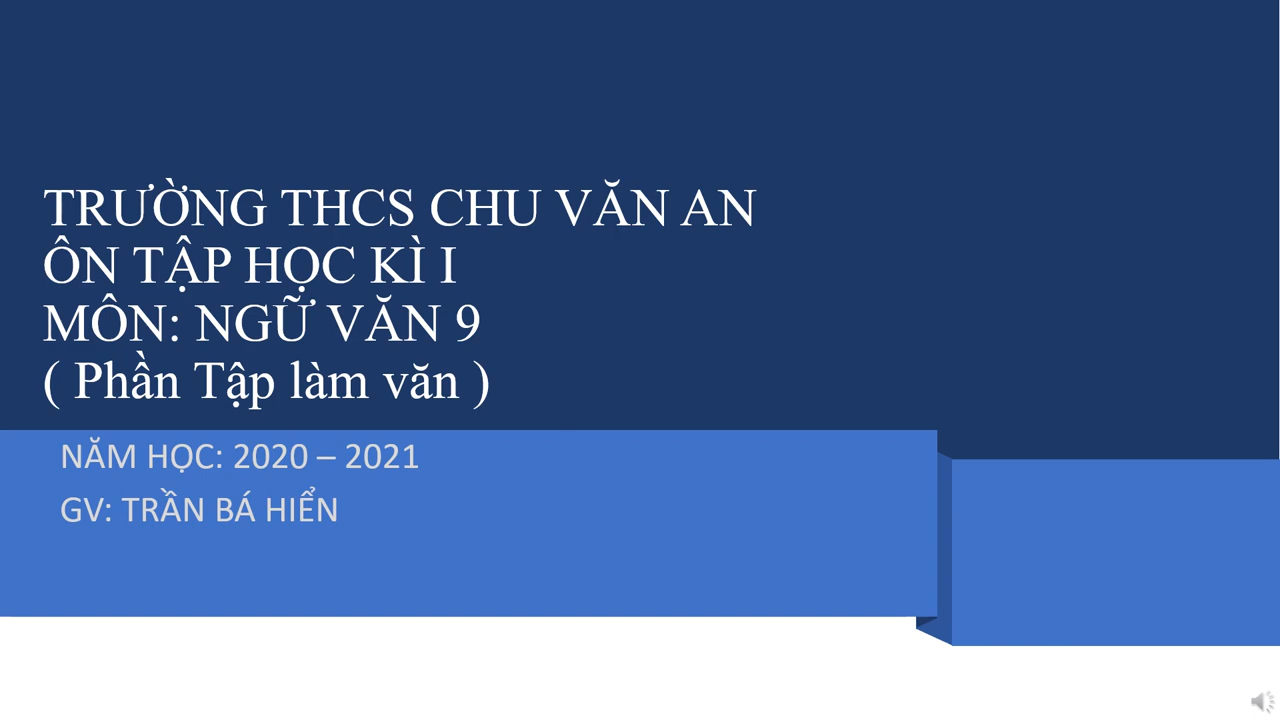 TRƯỜNG THCS CHU VĂN AN
ÔN TẬP HỌC KÌ I
MÔN: NGỮ VĂN 9
( Phần Tập làm văn )
NĂM HỌC: 2020 – 2021
GV: TRẦN BÁ HIỂN